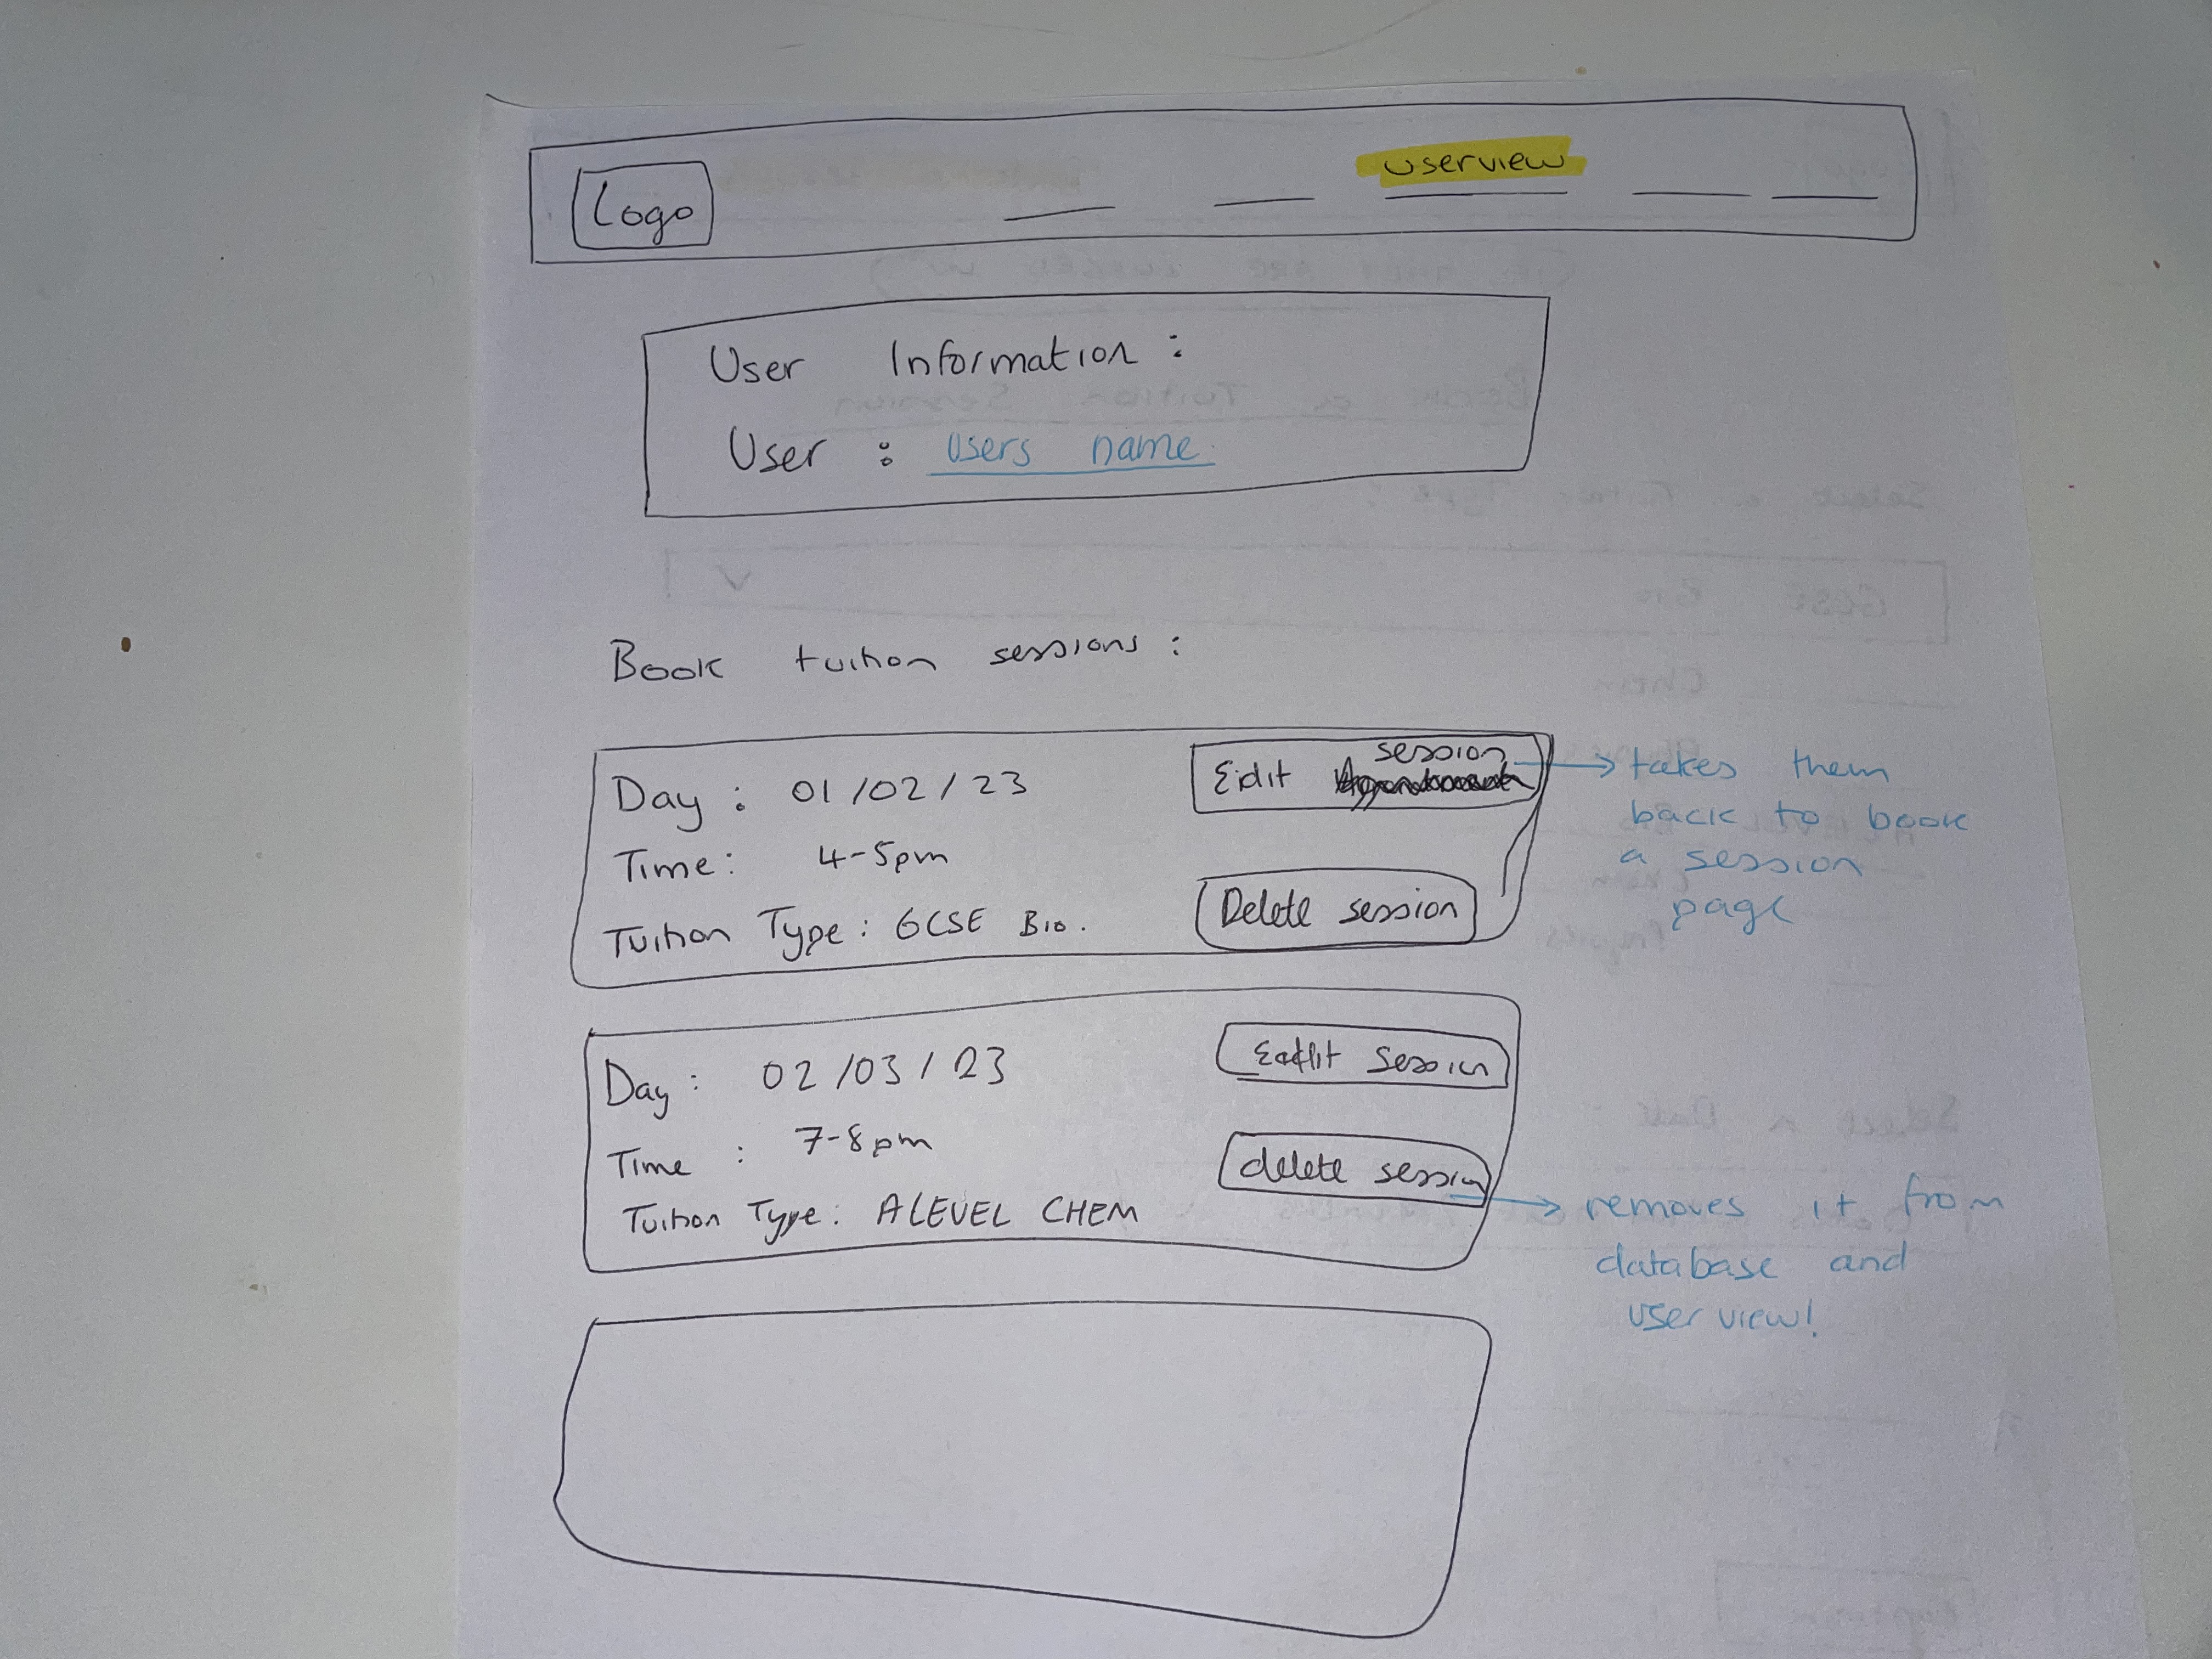 Logo
userview
User Information :
User : users name
Book tuition sessions :
Day : 01/02/23
Time : 4-5pm
Tuition Type : GCSE Bio.
Eidit session
Delete session
takes them
back to book
a session
page
Day : 02/03/23
Time : 7-8pm
Tuition Type : ALEVEL CHEM
session
delete session
removes it from
database and
user view!